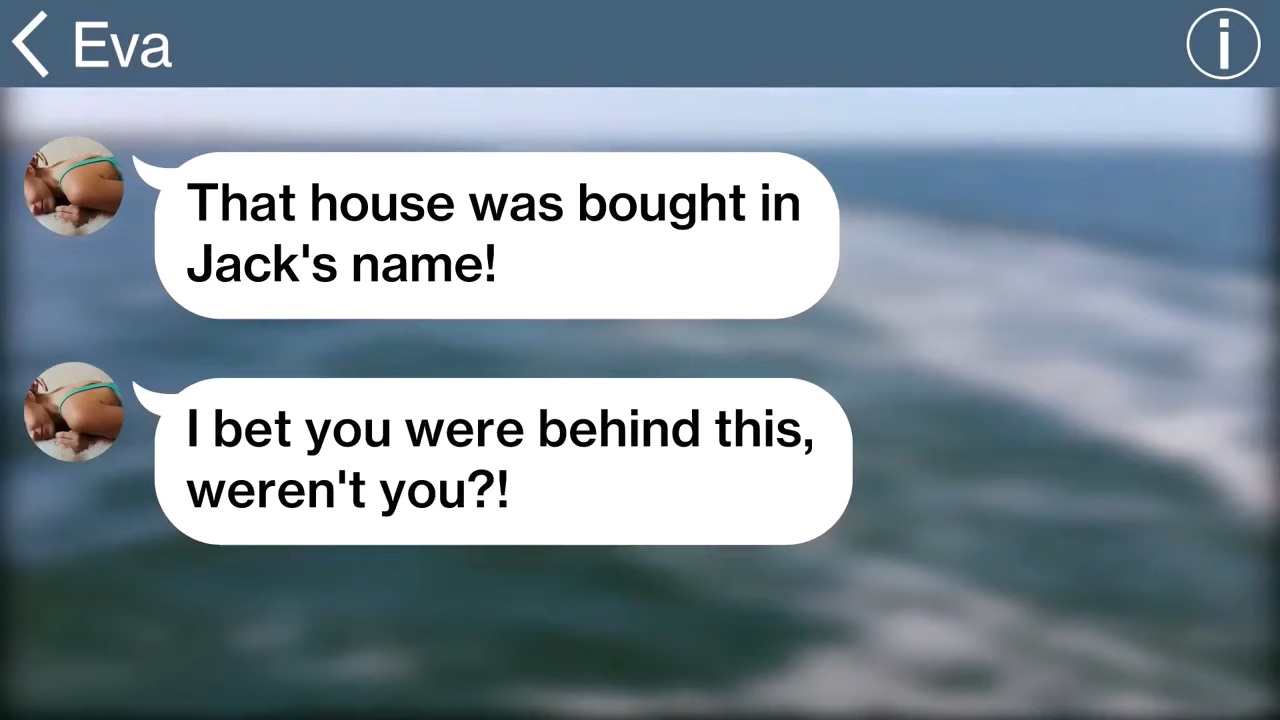 Eva
That house was bought in
Jack's name!
I bet you were behind this,
weren't you?!